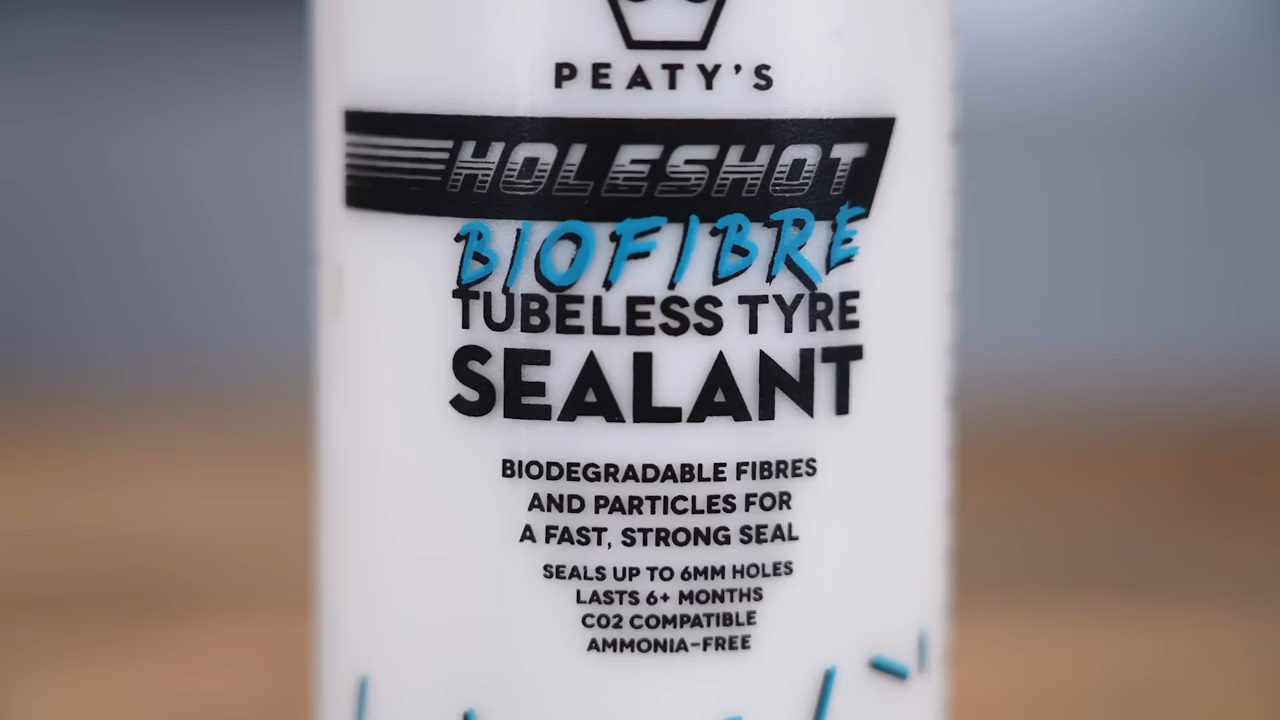 PEATY'S
HOLESHOT
BIOFIBRE
TUBELESS TYRE
SEALANT
BIODEGRADABLE FIBRES
AND PARTICLES FOR
A FAST, STRONG SEAL
SEALS UP TO 6MM HOLES
LASTS 6+ MONTHS
CO2 COMPATIBLE
AMMONIA-FREE